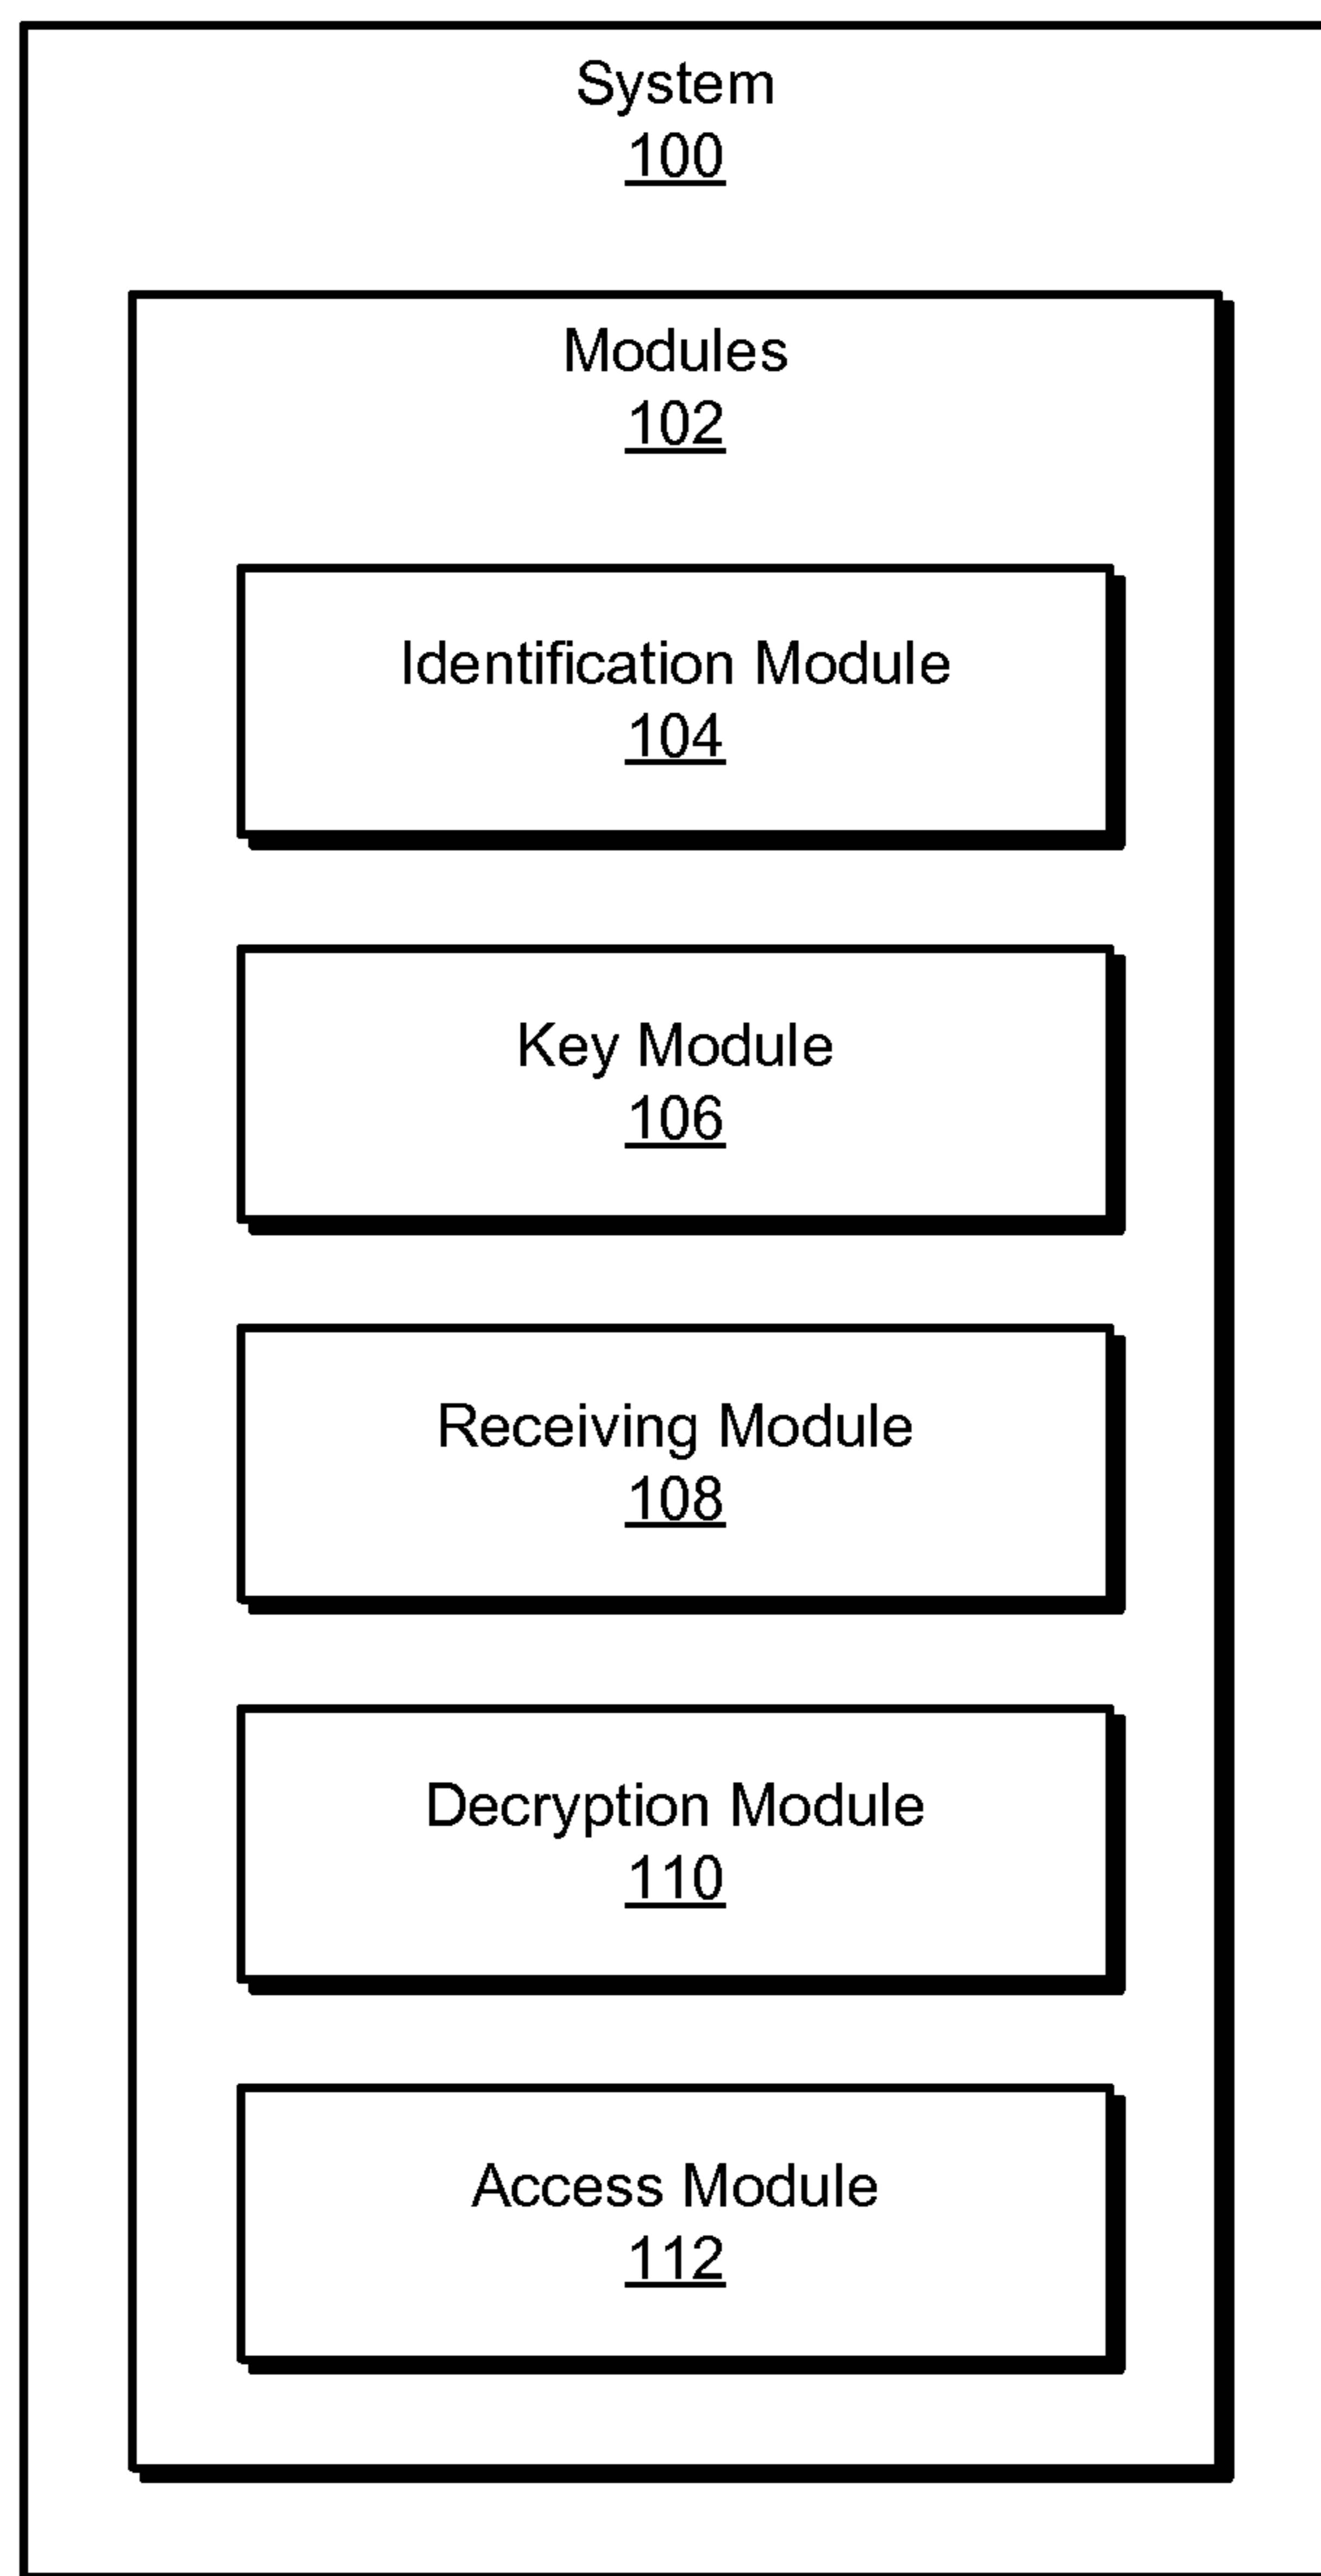 System
100
Modules
102
Identification Module
104
Key Module
106
Receiving Module
108
Decryption Module
110
Access Module
112